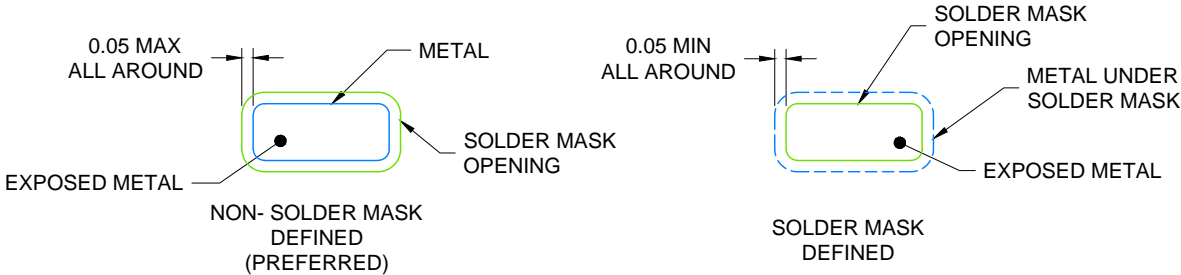 0.05 MAX
ALL AROUND
METAL
SOLDER MASK
OPENING
EXPOSED METAL
NON- SOLDER MASK
DEFINED
(PREFERRED)
SOLDER MASK
OPENING
0.05 MIN
ALL AROUND
METAL UNDER
SOLDER MASK
EXPOSED METAL
SOLDER MASK
DEFINED